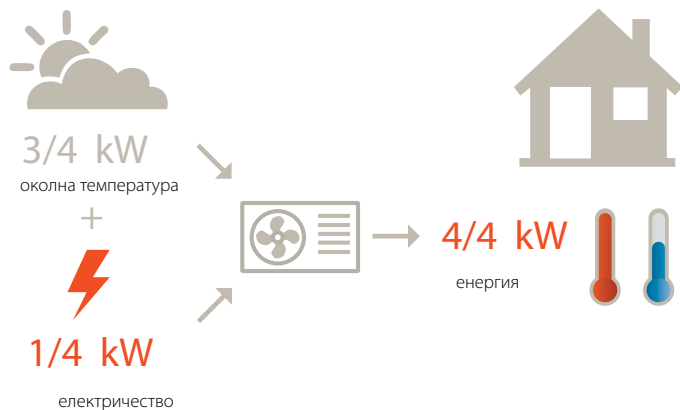 3/4 kW
околна температура
+
1/4 kW
електричество
4/4 kW
енергия